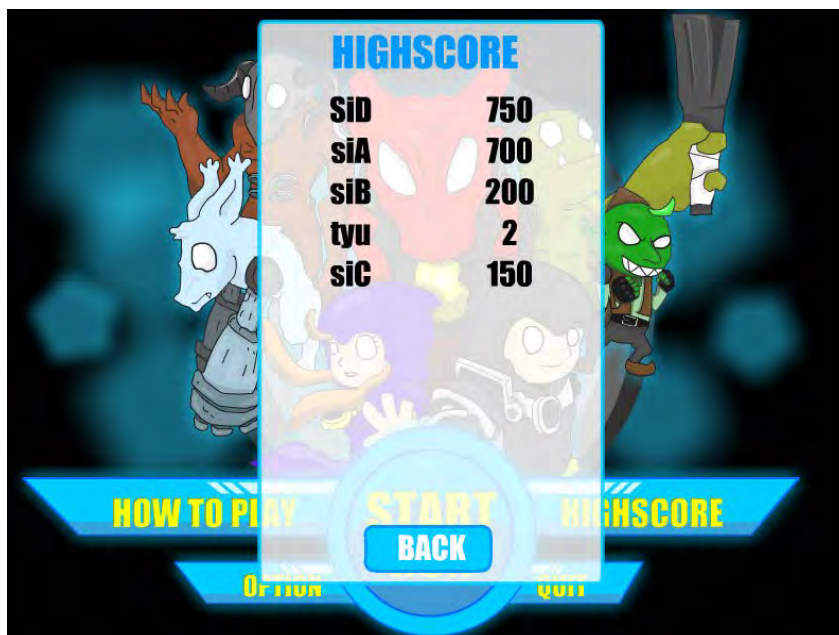 HIGHSCORE
SiD 750
siA 700
siB 200
tyu 2
siC 150
HOW TO PLAY
START
HIGHSCORE
BACK
OPTION
QUIT